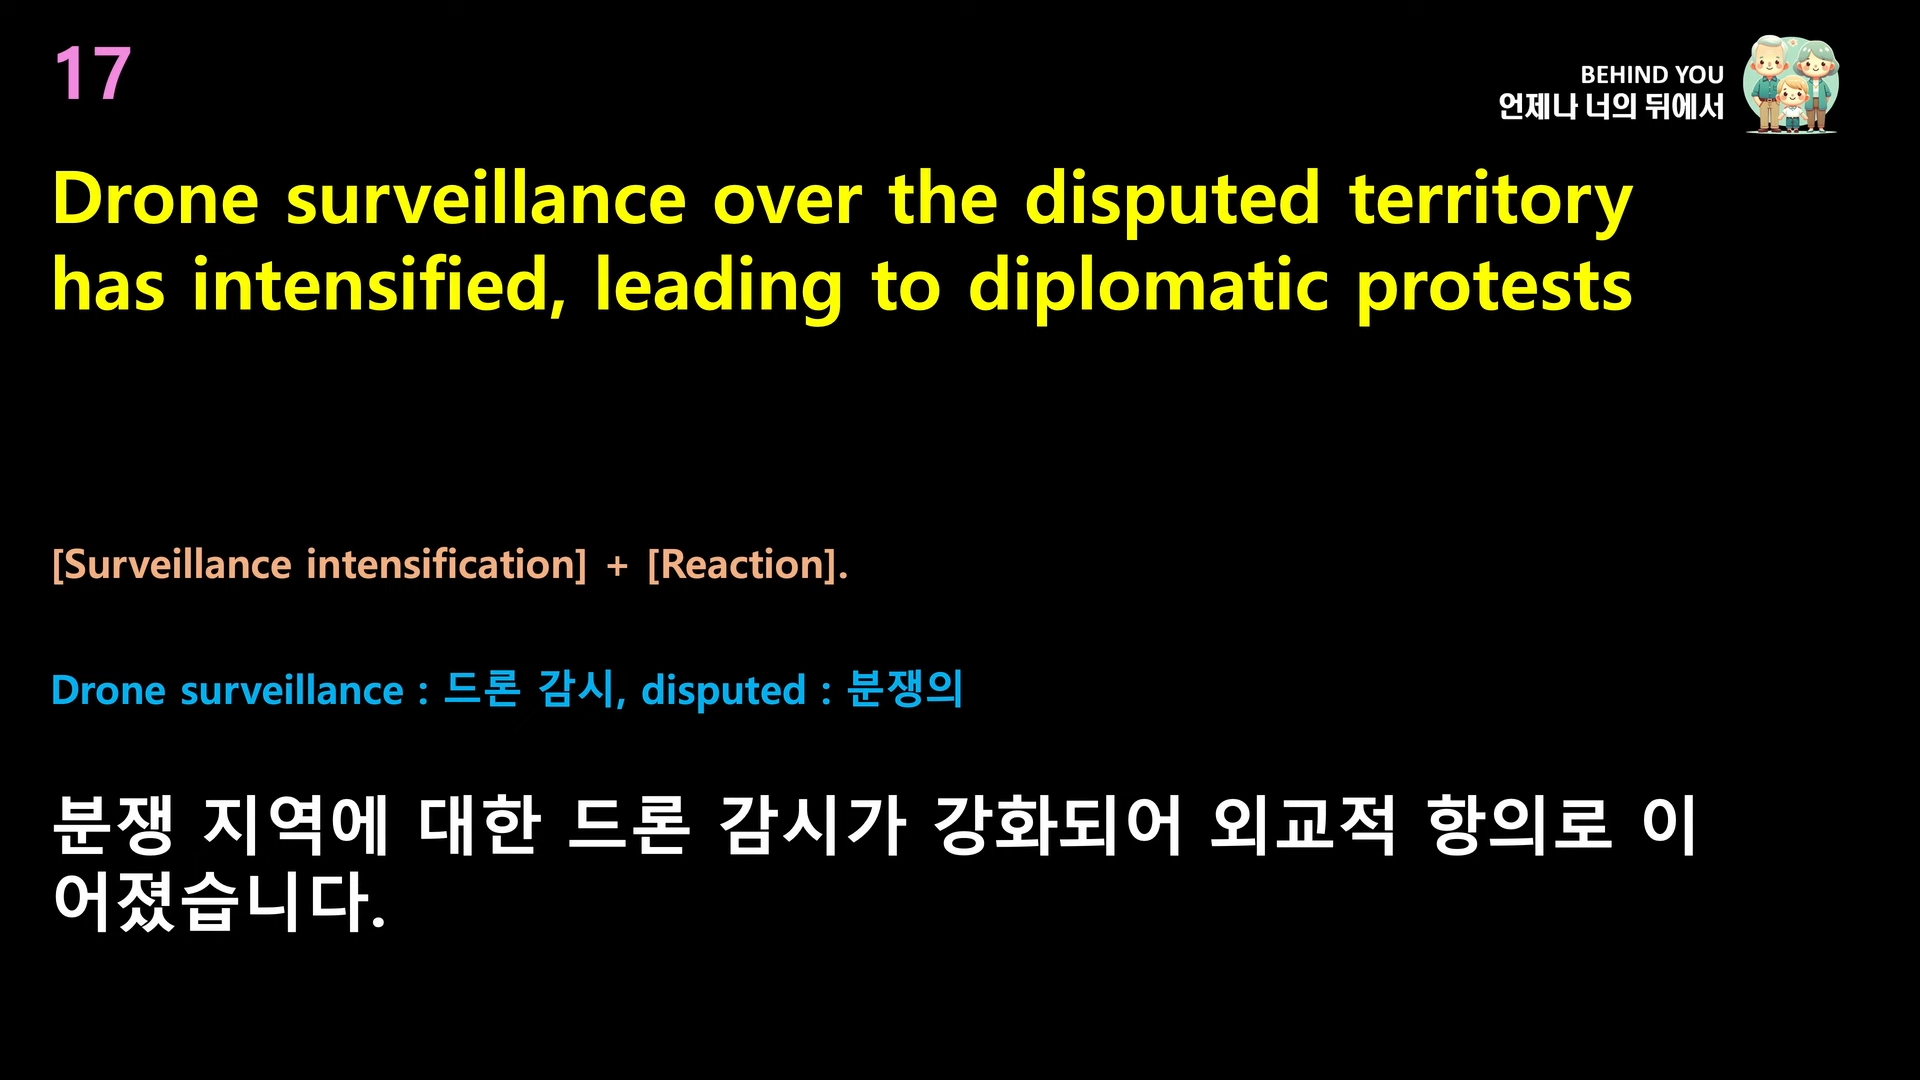 17
BEHIND YOU
언제나 너의 뒤에서
Drone surveillance over the disputed territory
has intensified, leading to diplomatic protests
[Surveillance intensification] + [Reaction].
Drone surveillance : 드론 감시, disputed : 분쟁의
분쟁 지역에 대한 드론 감시가 강화되어 외교적 항의로 이
어졌습니다.